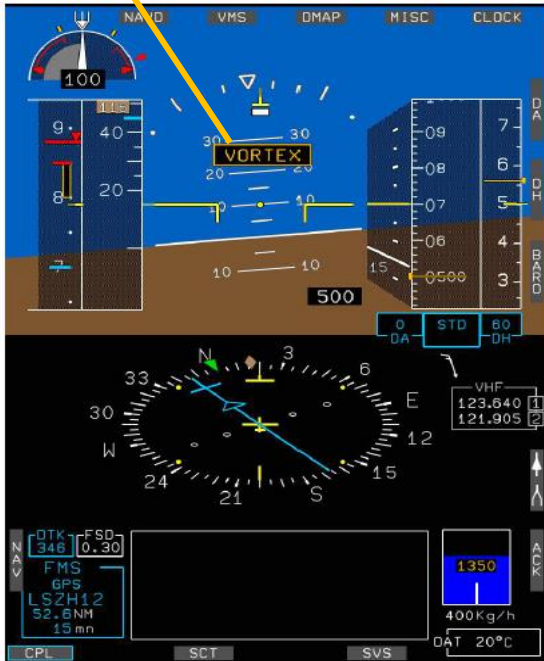 NAVD VMS DMAP MISC CLOCK
100
115
9
40
8
20
7
30 30
VORTEX
20 20
10 10
10 10
500
09
08
07
06
0500
15
7
6
5
4
3
DA
DH
BARO
0 DA
STD
60 DH
N 3 6 E 12 15 S 21 24 W 30 33
VHF
123.640 1
121.905 2
NAV
DTK
346
FSD
0.30
FMS
GPS
LSZH12
52.6NM
15mn
1350
400Kg/h
OAT 20°C
ACK
CPL SCT SVS